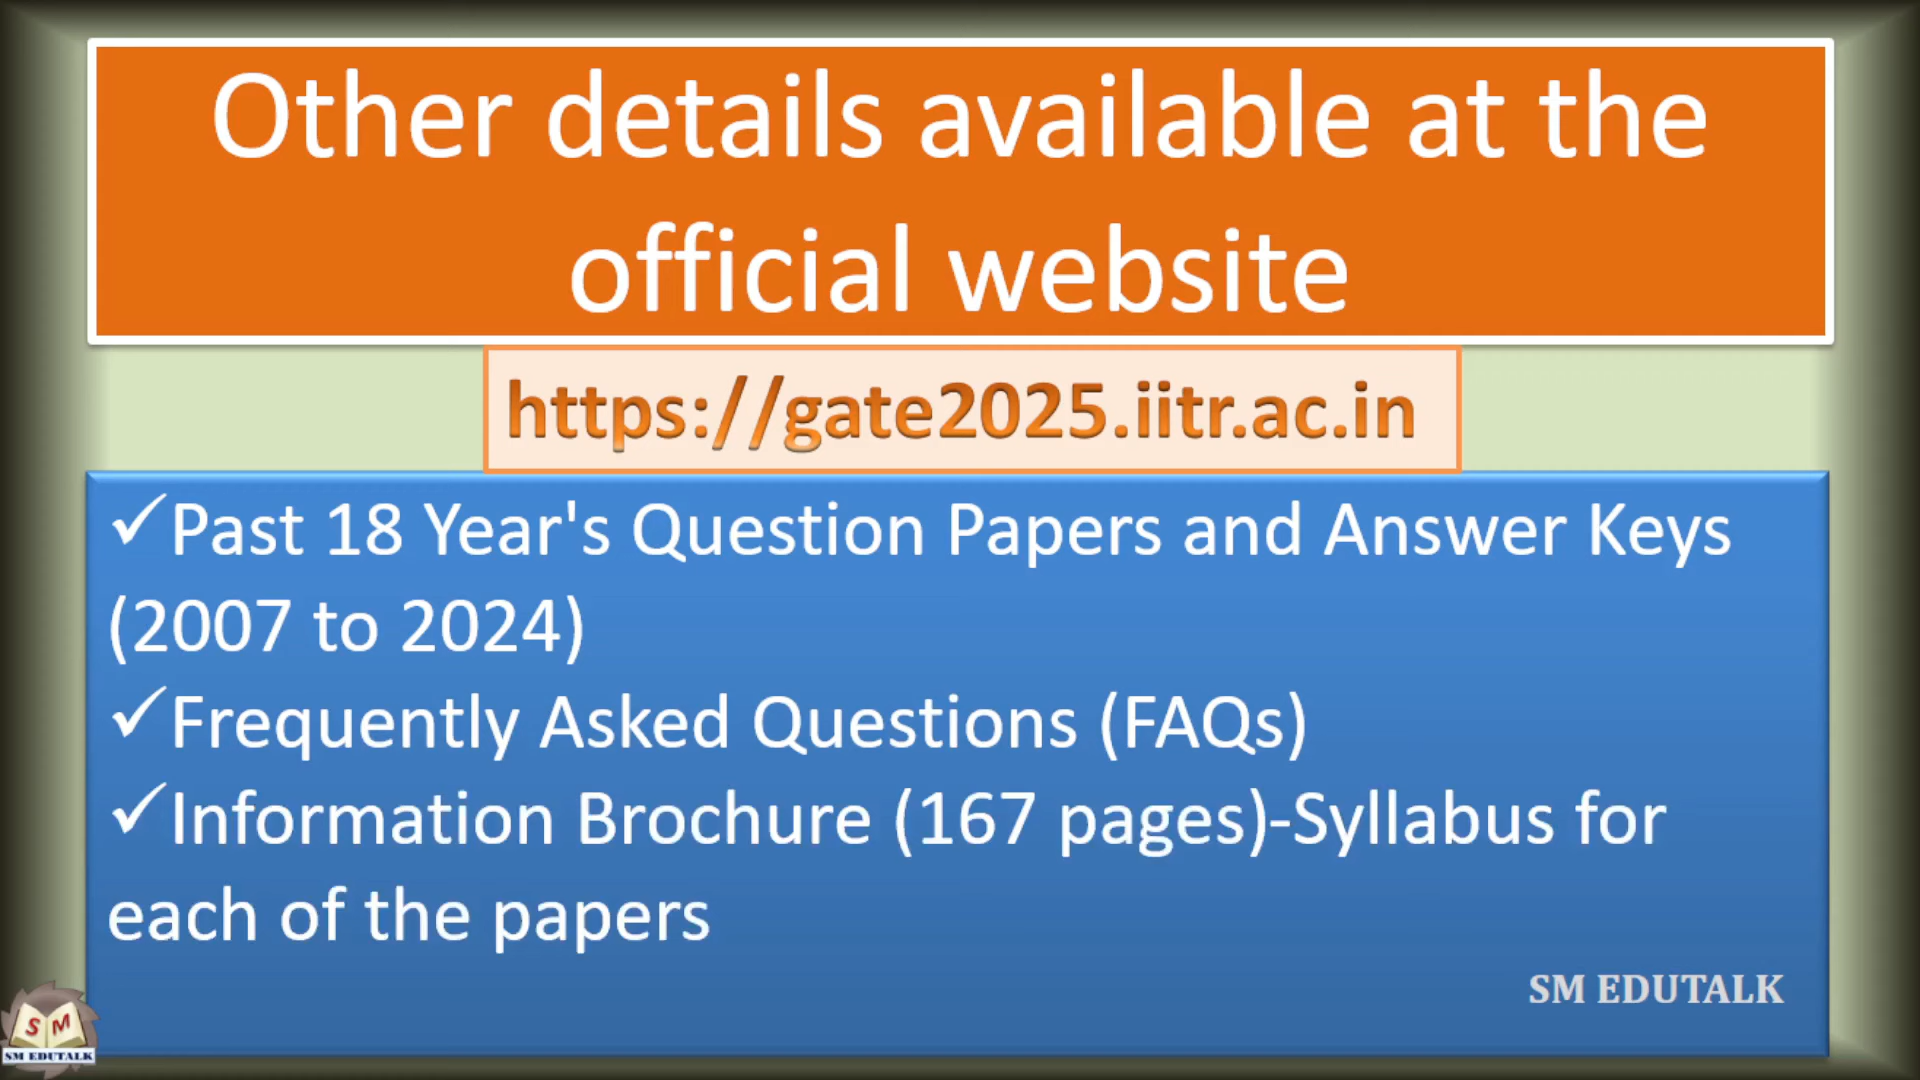 Other details available at the
official website
https://gate2025.iitr.ac.in
✓Past 18 Year's Question Papers and Answer Keys
(2007 to 2024)
✓Frequently Asked Questions (FAQs)
✓Information Brochure (167 pages)-Syllabus for
each of the papers
SM EDUTALK
S M
SM EDUTALK